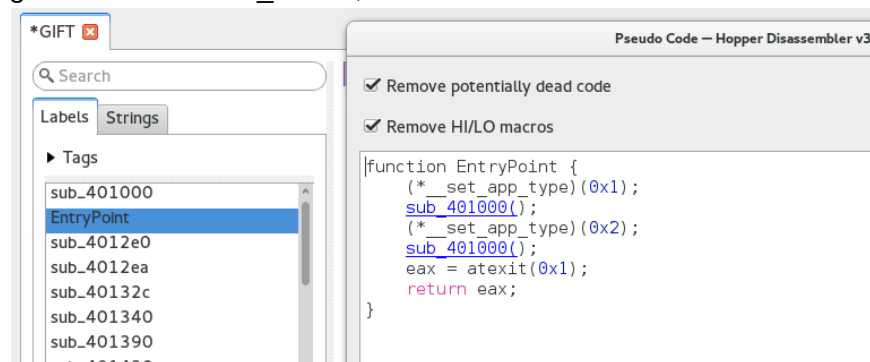 *GIFT
Pseudo Code — Hopper Disassembler v3
Search
Remove potentially dead code
Labels Strings
Remove HI/LO macros
Tags
function EntryPoint {
(*__set_app_type)(0x1);
sub_401000();
(*__set_app_type)(0x2);
sub_401000();
eax = atexit(0x1);
return eax;
}
sub_401000
EntryPoint
sub_4012e0
sub_4012ea
sub_40132c
sub_401340
sub_401390